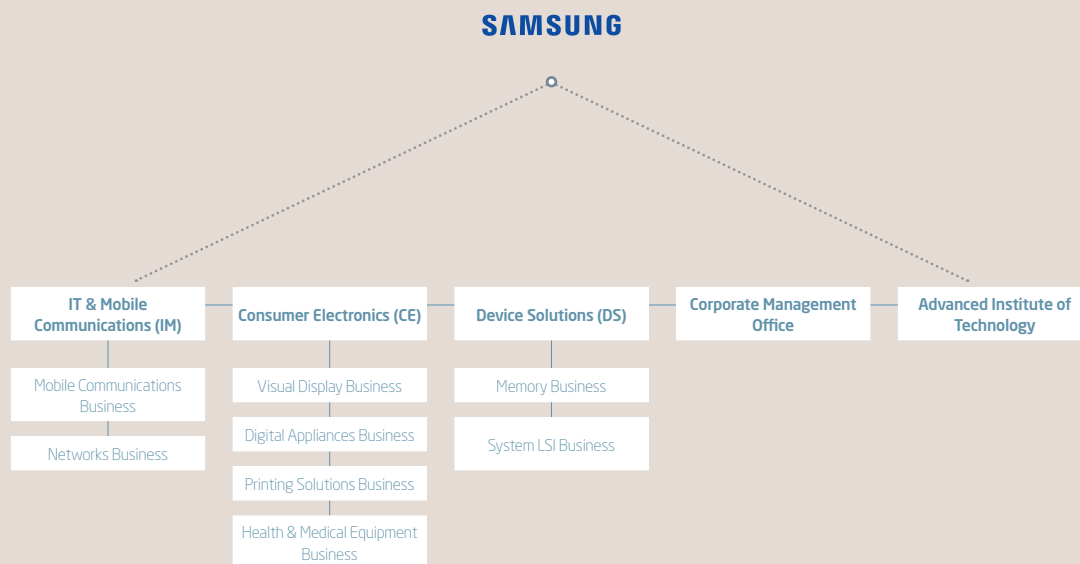 SAMSUNG
IT & Mobile
Communications (IM)
Consumer Electronics (CE)
Device Solutions (DS)
Corporate Management
Office
Advanced Institute of
Technology
Mobile Communications
Business
Networks Business
Visual Display Business
Digital Appliances Business
Printing Solutions Business
Health & Medical Equipment
Business
Memory Business
System LSI Business